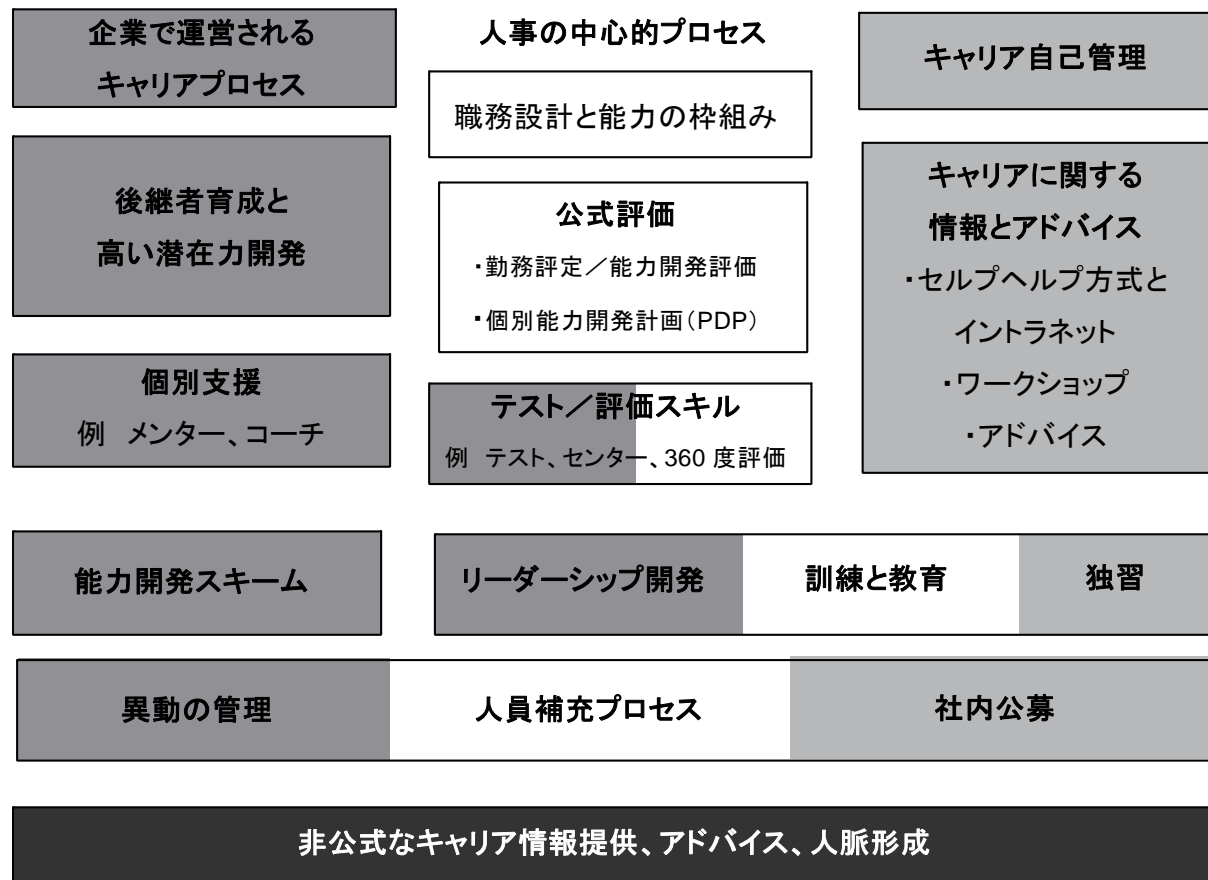 企業で運営される
キャリアプロセス
人事の中心的プロセス
キャリア自己管理
職務設計と能力の枠組み
後継者育成と
高い潜在力開発
公式評価
・勤務評定／能力開発評価
・個別能力開発計画（PDP）
キャリアに関する
情報とアドバイス
・セルプヘルプ方式と
イントラネット
・ワークショップ
・アドバイス
個別支援
例　メンター、コーチ
テスト／評価スキル
例　テスト、センター、360 度評価
能力開発スキーム
リーダーシップ開発
訓練と教育
独習
異動の管理
人員補充プロセス
社内公募
非公式なキャリア情報提供、アドバイス、人脈形成